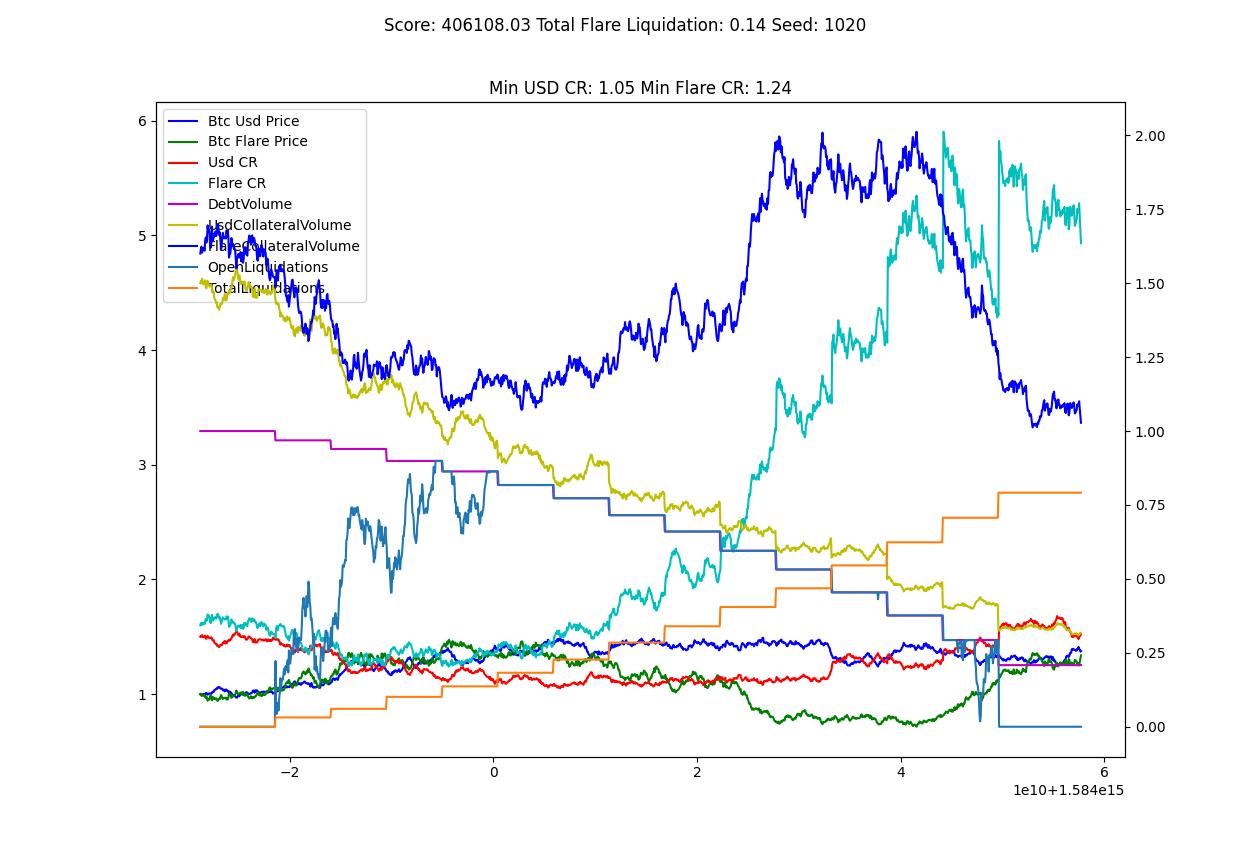 Score: 406108.03 Total Flare Liquidation: 0.14 Seed: 1020
Min USD CR: 1.05 Min Flare CR: 1.24
Btc Usd Price
Btc Flare Price
Usd CR
Flare CR
DebtVolume
UsdCollateralVolume
FlareCollateralVolume
OpenLiquidations
TotalLiquidations
6
5
4
3
2
1
2.00
1.75
1.50
1.25
1.00
0.75
0.50
0.25
0.00
−2
0
2
4
6
1e10+1.584e15